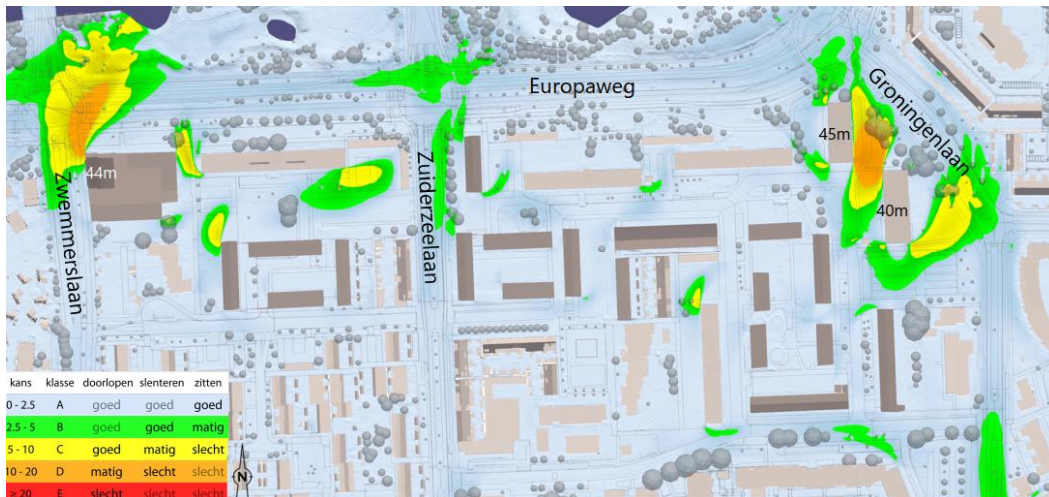 Europaweg
Groningenlaan
45m
40m
44m
Zwemmerslaan
Zuiderzeelaan
kans klasse doorlopen slenteren zitten
0 - 2.5 A goed goed goed
2.5 - 5 B goed goed matig
5 - 10 C goed matig slecht
10 - 20 D matig slecht slecht
> 20 E slecht slecht slecht
N